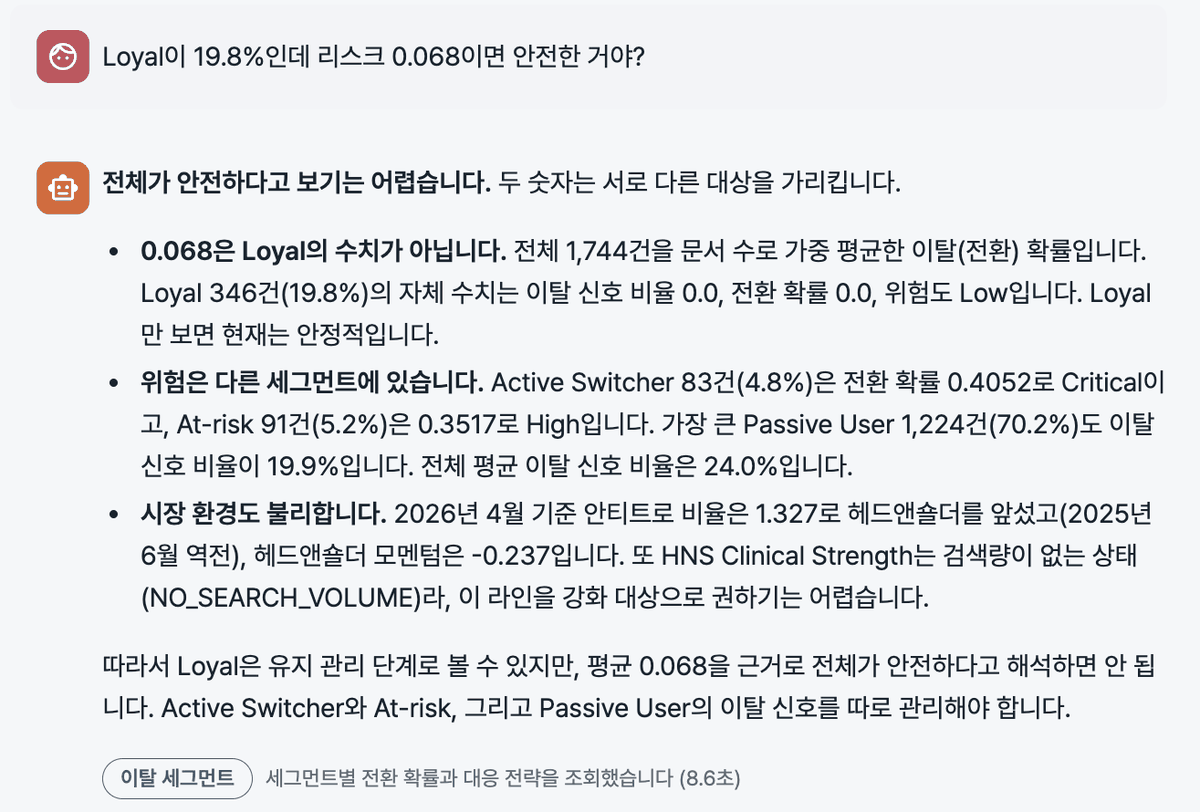 Loyal이 19.8%인데 리스크 0.068이면 안전한 거야?
전체가 안전하다고 보기는 어렵습니다. 두 숫자는 서로 다른 대상을 가리킵니다.
• 0.068은 Loyal의 수치가 아닙니다. 전체 1,744건을 문서 수로 가중 평균한 이탈(전환) 확률입니다.
Loyal 346건(19.8%)의 자체 수치는 이탈 신호 비율 0.0, 전환 확률 0.0, 위험도 Low입니다. Loyal
만 보면 현재는 안정적입니다.
• 위험은 다른 세그먼트에 있습니다. Active Switcher 83건(4.8%)은 전환 확률 0.4052로 Critical이
고, At-risk 91건(5.2%)은 0.3517로 High입니다. 가장 큰 Passive User 1,224건(70.2%)도 이탈
신호 비율이 19.9%입니다. 전체 평균 이탈 신호 비율은 24.0%입니다.
• 시장 환경도 불리합니다. 2026년 4월 기준 안티트로 비율은 1.327로 헤드앤숄더를 앞섰고(2025년
6월 역전), 헤드앤숄더 모멘텀은 -0.237입니다. 또 HNS Clinical Strength는 검색량이 없는 상태
(NO_SEARCH_VOLUME)라, 이 라인을 강화 대상으로 권하기는 어렵습니다.
따라서 Loyal은 유지 관리 단계로 볼 수 있지만, 평균 0.068을 근거로 전체가 안전하다고 해석하면 안 됩
니다. Active Switcher와 At-risk, 그리고 Passive User의 이탈 신호를 따로 관리해야 합니다.
이탈 세그먼트 세그먼트별 전환 확률과 대응 전략을 조회했습니다 (8.6초)